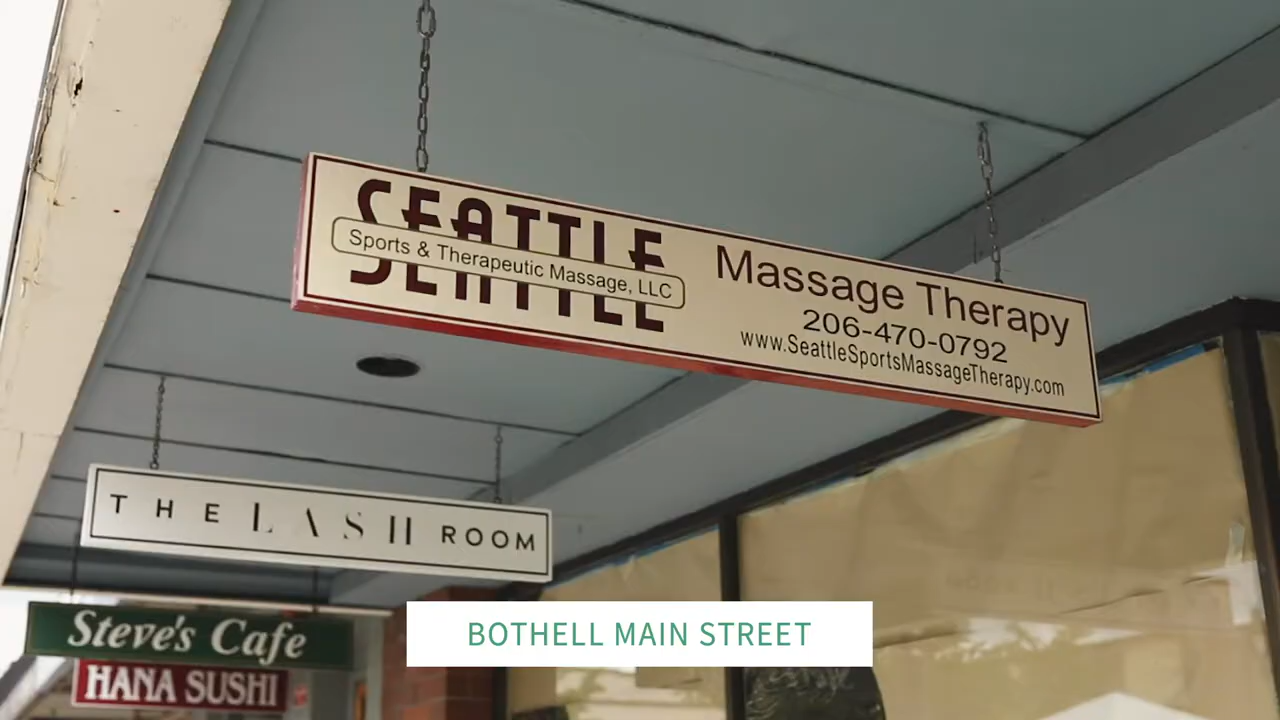 SEATTLE
Sports & Therapeutic Massage, LLC
Massage Therapy
206-470-0792
www.SeattleSportsMassageTherapy.com
THE LASH ROOM
Steve's Cafe
HANA SUSHI
BOTHELL MAIN STREET